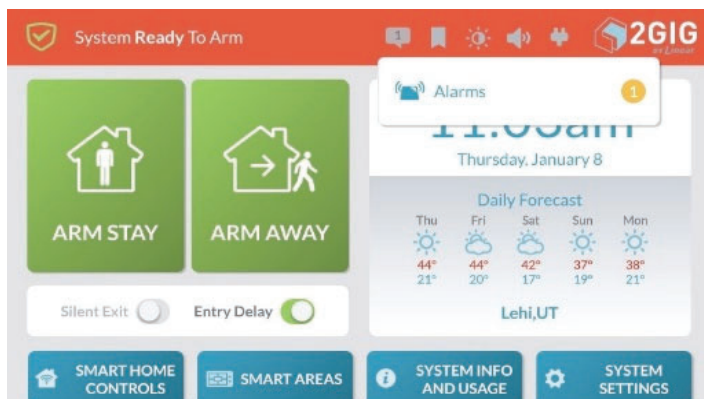 System Ready To Arm
1
2GIG
Alarms 1
Thursday, January 8
ARM STAY
ARM AWAY
Daily Forecast
Thu Fri Sat Sun Mon
44° 44° 42° 37° 38°
21° 20° 17° 19° 21°
Lehi,UT
Silent Exit
Entry Delay
SMART HOME
CONTROLS
SMART AREAS
SYSTEM INFO
AND USAGE
SYSTEM
SETTINGS